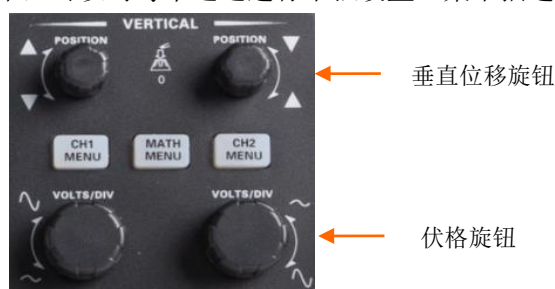 VERTICAL
POSITION
POSITION
0
垂直位移旋钮
CH1
MENU
MATH
MENU
CH2
MENU
VOLTS/DIV
VOLTS/DIV
伏格旋钮